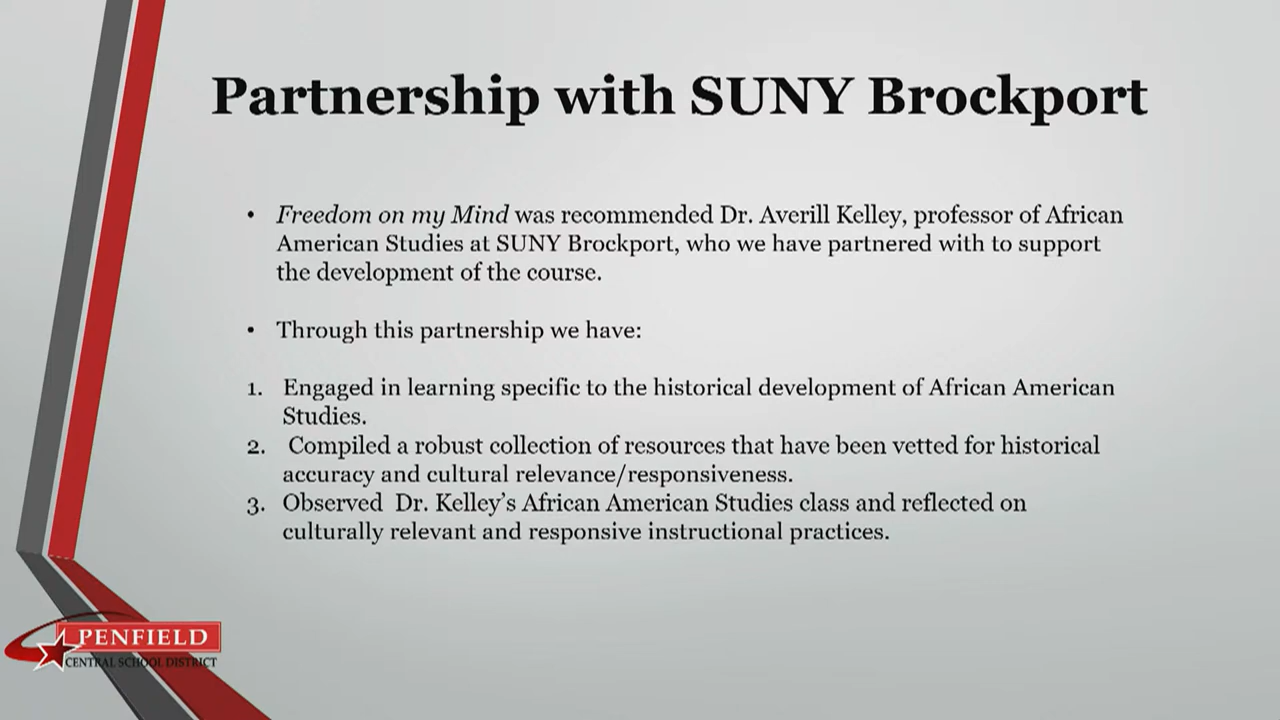 Partnership with SUNY Brockport
• Freedom on my Mind was recommended Dr. Averill Kelley, professor of African
American Studies at SUNY Brockport, who we have partnered with to support
the development of the course.
• Through this partnership we have:
1. Engaged in learning specific to the historical development of African American
Studies.
2. Compiled a robust collection of resources that have been vetted for historical
accuracy and cultural relevance/responsiveness.
3. Observed Dr. Kelley’s African American Studies class and reflected on
culturally relevant and responsive instructional practices.
PENFIELD
CENTRAL SCHOOL DISTRICT